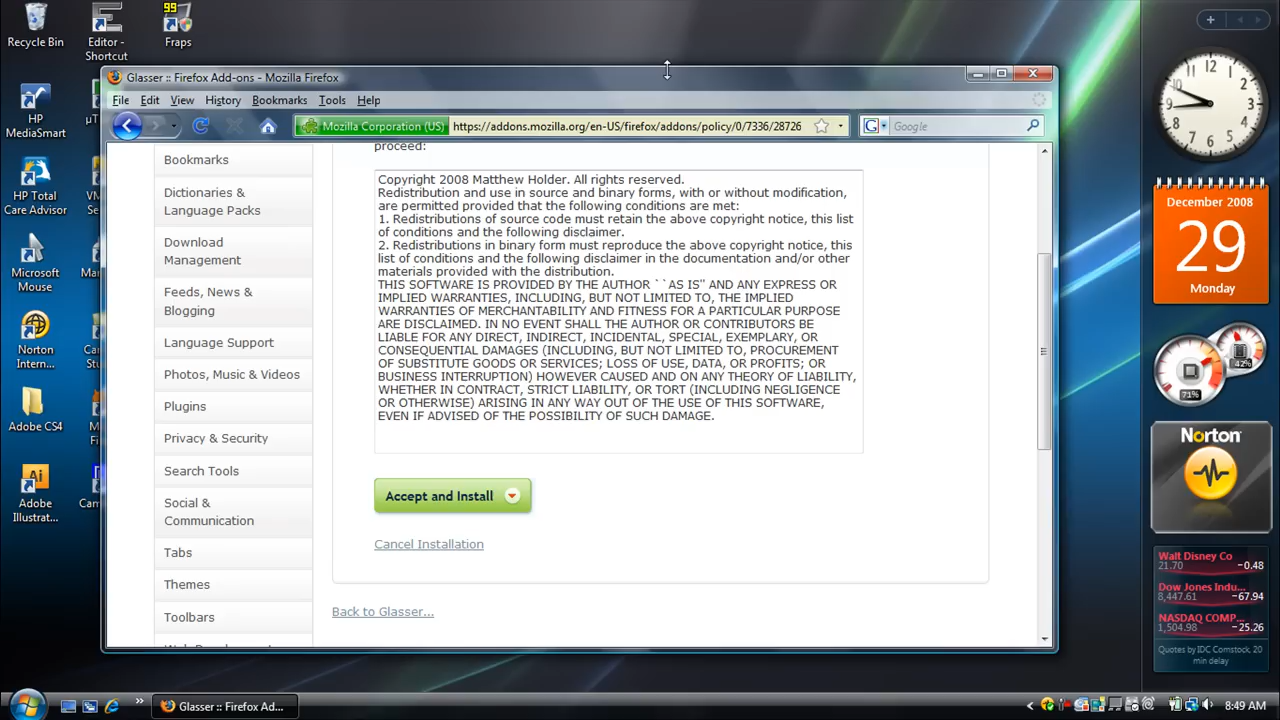 Recycle Bin
Editor -
Shortcut
99
Fraps
HP
MediaSmart
HP Total
Care Advisor
Microsoft
Mouse
Norton
Intern...
Adobe CS4
Ai
Adobe
Illustrat...
Glasser :: Firefox Add-ons - Mozilla Firefox
File Edit View History Bookmarks Tools Help
Mozilla Corporation (US) https://addons.mozilla.org/en-US/firefox/addons/policy/0/7336/28726
G Google
Bookmarks
Dictionaries &
Language Packs
Download
Management
Feeds, News &
Blogging
Language Support
Photos, Music & Videos
Plugins
Privacy & Security
Search Tools
Social &
Communication
Tabs
Themes
Toolbars
proceed:
Copyright 2008 Matthew Holder. All rights reserved.
Redistribution and use in source and binary forms, with or without modification,
are permitted provided that the following conditions are met:
1. Redistributions of source code must retain the above copyright notice, this list
of conditions and the following disclaimer.
2. Redistributions in binary form must reproduce the above copyright notice, this
list of conditions and the following disclaimer in the documentation and/or other
materials provided with the distribution.
THIS SOFTWARE IS PROVIDED BY THE AUTHOR ``AS IS'' AND ANY EXPRESS OR
IMPLIED WARRANTIES, INCLUDING, BUT NOT LIMITED TO, THE IMPLIED
WARRANTIES OF MERCHANTABILITY AND FITNESS FOR A PARTICULAR PURPOSE
ARE DISCLAIMED. IN NO EVENT SHALL THE AUTHOR OR CONTRIBUTORS BE
LIABLE FOR ANY DIRECT, INDIRECT, INCIDENTAL, SPECIAL, EXEMPLARY, OR
CONSEQUENTIAL DAMAGES (INCLUDING, BUT NOT LIMITED TO, PROCUREMENT
OF SUBSTITUTE GOODS OR SERVICES; LOSS OF USE, DATA, OR PROFITS; OR
BUSINESS INTERRUPTION) HOWEVER CAUSED AND ON ANY THEORY OF LIABILITY,
WHETHER IN CONTRACT, STRICT LIABILITY, OR TORT (INCLUDING NEGLIGENCE
OR OTHERWISE) ARISING IN ANY WAY OUT OF THE USE OF THIS SOFTWARE,
EVEN IF ADVISED OF THE POSSIBILITY OF SUCH DAMAGE.
Accept and Install
Cancel Installation
Back to Glasser...
12
1
2
3
4
5
6
7
8
9
10
11
December 2008
29
Monday
71%
42%
Norton
Walt Disney Co
21.70 -0.48
Dow Jones Indu...
8,447.61 -67.94
NASDAQ COMP...
1,504.98 -25.26
Quotes by IDC Comstock, 20
min delay
Glasser :: Firefox Ad...
8:49 AM